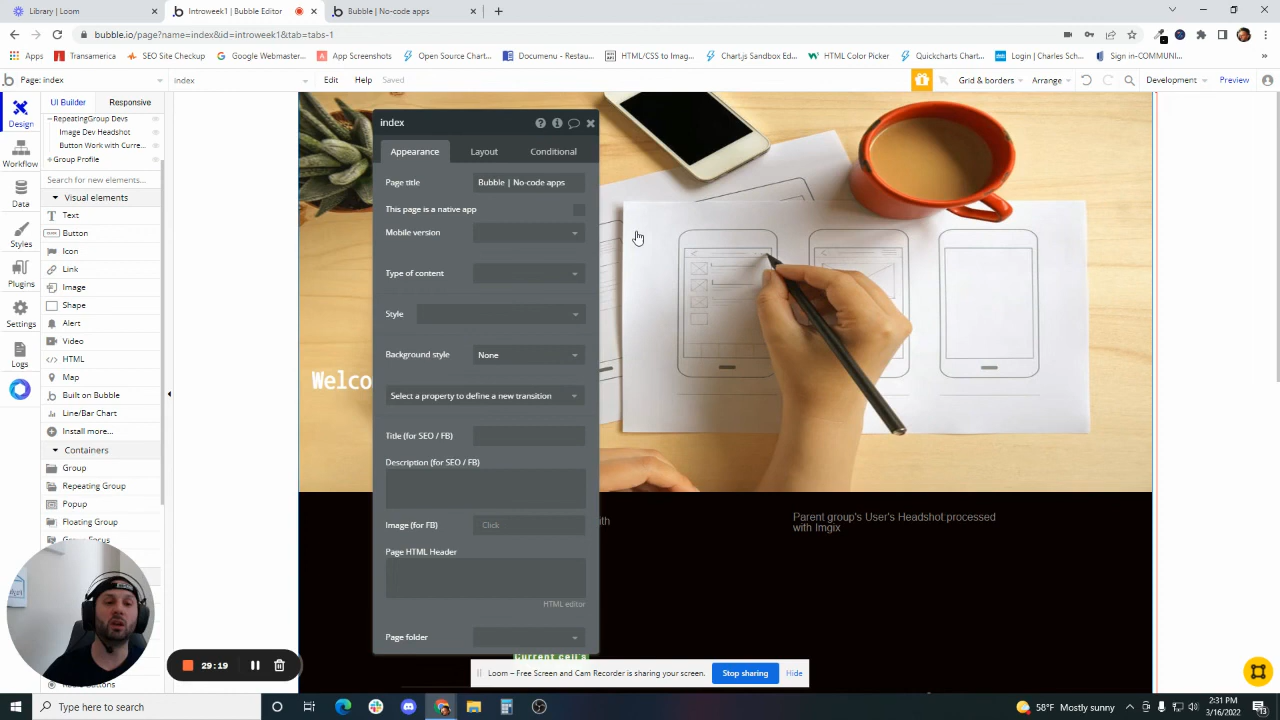 Library | Loom
Introweek1
Bubble | No-code apps
bubble.io/page?name=index&id=introweek1&tab=tabs-1
Apps
Transamerica
SEO Site Checkup
Google Webmaster...
App Screenshots
Open Source Chart...
Documenu - Restau...
HTML/CSS to Imag...
Chart.js Sandbox Ed...
HTML Color Picker
Quickcharts Chart...
Login | Charles Sch...
Sign in-COMMUNI...
Page: index
index
Edit
Help
Saved
Grid & borders
Arrange
Development
Preview
Design
Workflow
Data
Styles
Plugins
Settings
Logs
UI Builder
Responsive
RepeatingGroup Devs
Image Dev Headshot
Button Work with Curre...
Group Profile
Search for new elements...
Visual elements
Text
Button
Icon
Link
Image
Shape
Alert
Video
HTML
Map
Built on Bubble
Line/Bar Chart
Install more...
Containers
Group
Repeating Group
Popup
Floating Group
index
Appearance
Layout
Conditional
Page title
Bubble | No-code apps
This page is a native app
Mobile version
Type of content
Style
Background style
None
Select a property to define a new transition
Title (for SEO / FB)
Description (for SEO / FB)
Image (for FB)
Click
Page HTML Header
HTML editor
Page folder
Welco
ith
Parent group's User's Headshot:processed
with Imgix
Current cell's
29:19
Loom – Free Screen and Cam Recorder is sharing your screen.
Stop sharing
Hide
Type here to search
58°F Mostly sunny
2:31 PM
3/16/2022